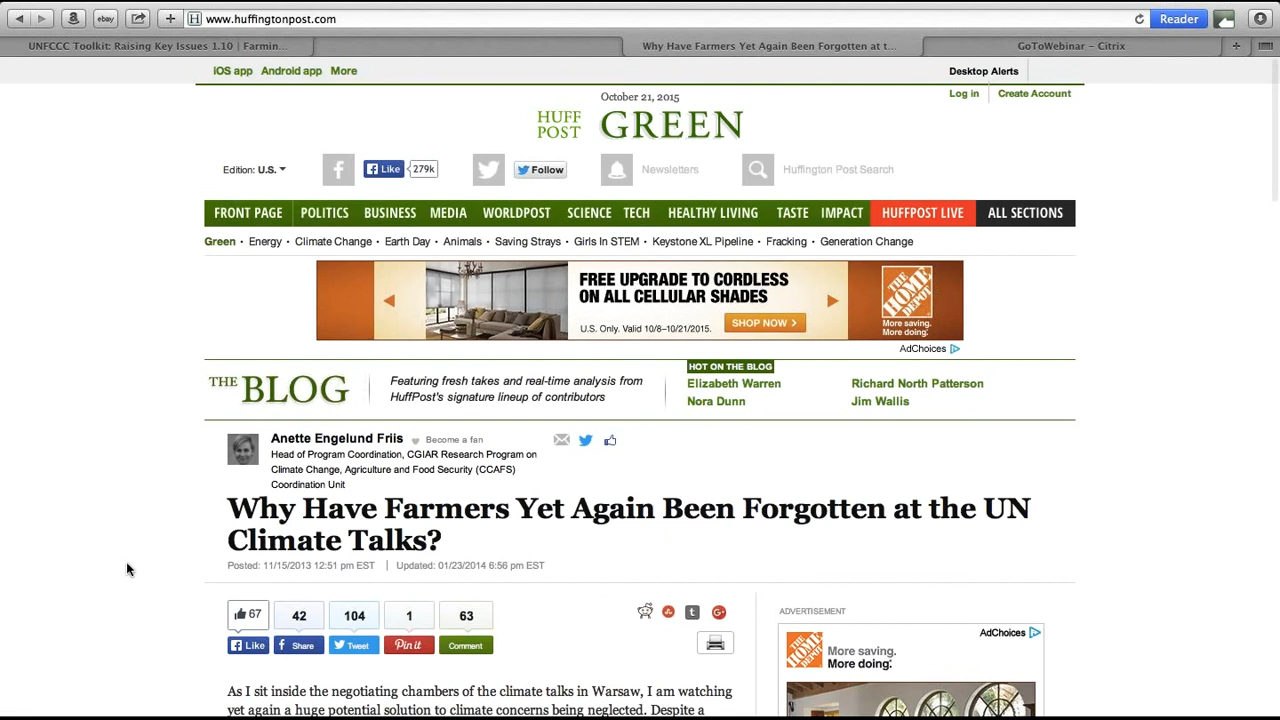 ebay
www.huffingtonpost.com
Reader
UNFCCC Toolkit: Raising Key Issues 1.10 | Farmin...
Why Have Farmers Yet Again Been Forgotten at t...
GoToWebinar - Citrix
iOS app Android app More
Desktop Alerts
October 21, 2015
Log in Create Account
HUFF POST GREEN
Edition: U.S.
Like 279k
Follow
Newsletters
Huffington Post Search
FRONT PAGE POLITICS BUSINESS MEDIA WORLDPOST SCIENCE TECH HEALTHY LIVING TASTE IMPACT HUFFPOST LIVE ALL SECTIONS
Green · Energy · Climate Change · Earth Day · Animals · Saving Strays · Girls In STEM · Keystone XL Pipeline · Fracking · Generation Change
FREE UPGRADE TO CORDLESS
ON ALL CELLULAR SHADES
U.S. Only. Valid 10/8–10/21/2015.
SHOP NOW >
THE HOME DEPOT
More saving.
More doing.
AdChoices
THE BLOG
Featuring fresh takes and real-time analysis from
HuffPost's signature lineup of contributors
HOT ON THE BLOG
Elizabeth Warren Richard North Patterson
Nora Dunn Jim Wallis
Anette Engelund Friis Become a fan
Head of Program Coordination, CGIAR Research Program on
Climate Change, Agriculture and Food Security (CCAFS)
Coordination Unit
Why Have Farmers Yet Again Been Forgotten at the UN
Climate Talks?
Posted: 11/15/2013 12:51 pm EST | Updated: 01/23/2014 6:56 pm EST
67 42 104 1 63
Like Share Tweet Pin it Comment
ADVERTISEMENT
AdChoices
More saving.
More doing.
As I sit inside the negotiating chambers of the climate talks in Warsaw, I am watching
yet again a huge potential solution to climate concerns being neglected. Despite a